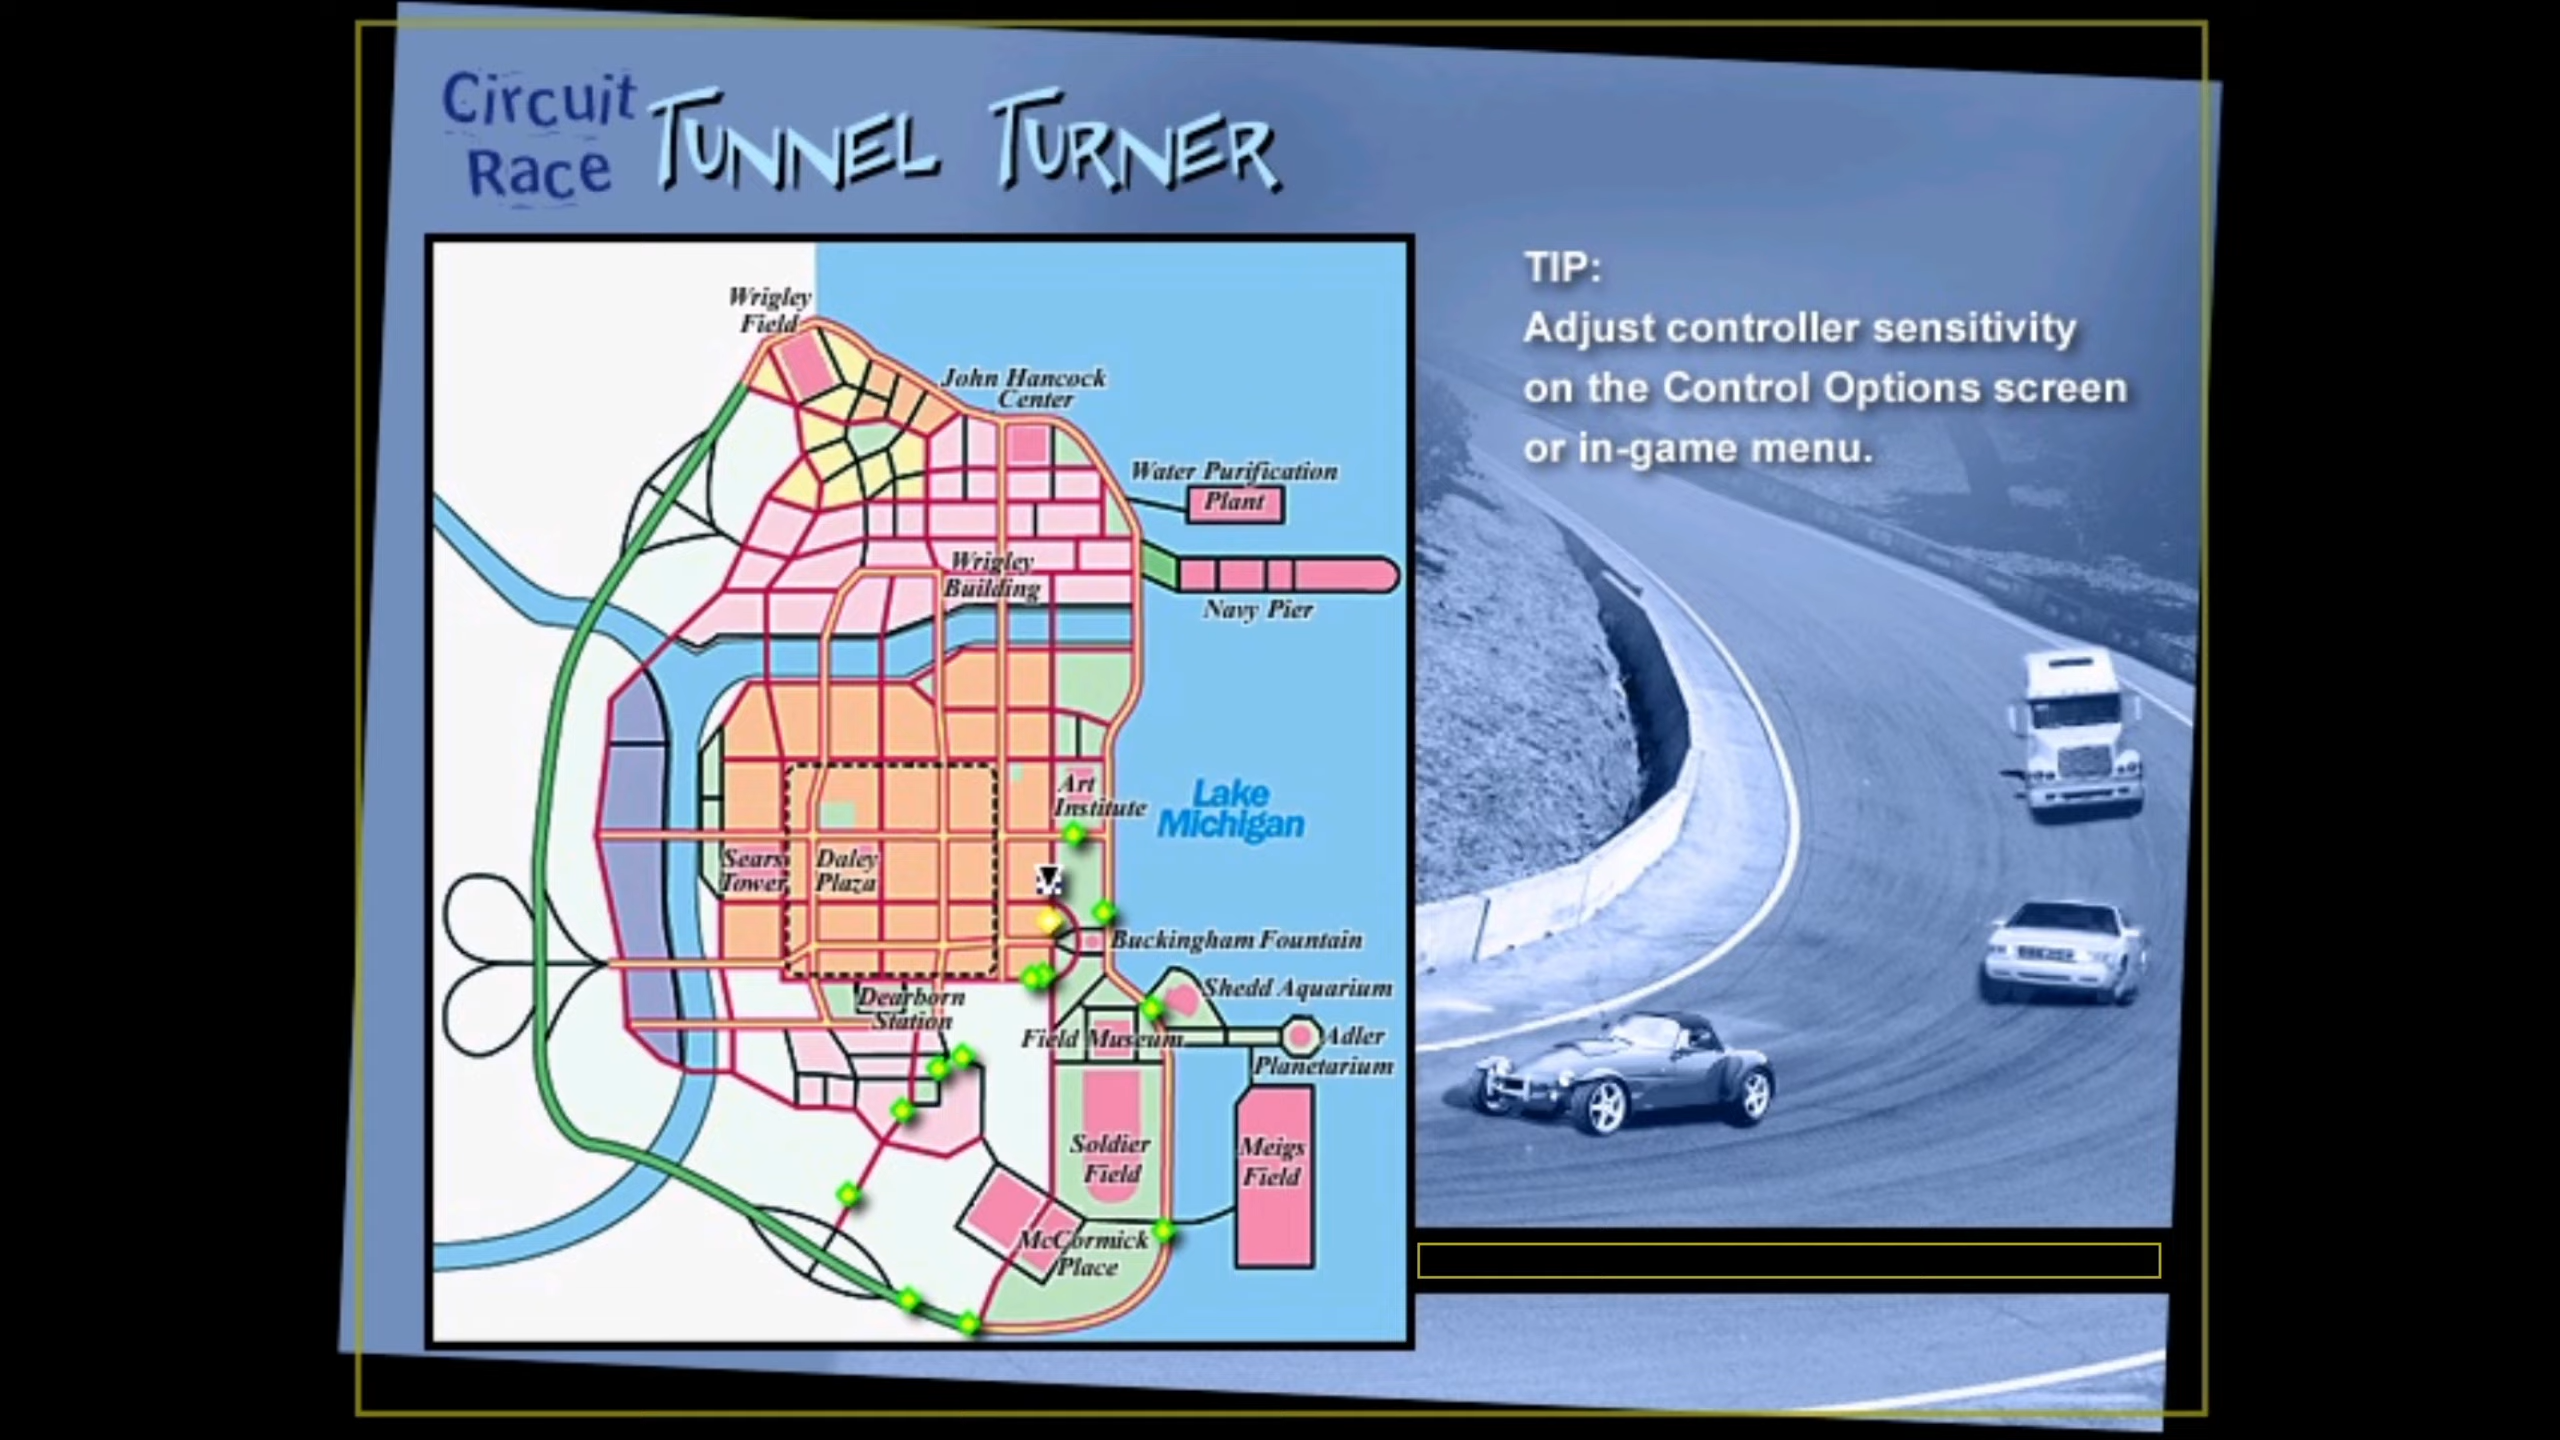 Circuit
Race
TUNNEL TURNER
TIP:
Adjust controller sensitivity
on the Control Options screen
or in-game menu.
Wrigley
Field
John Hancock
Center
Water Purification
Plant
Wrigley
Building
Navy Pier
Art
Institute
Lake
Michigan
Sears
Tower
Daley
Plaza
Buckingham Fountain
Dearborn
Station
Shedd Aquarium
Field Museum
Adler
Planetarium
Soldier
Field
Meigs
Field
McCormick
Place